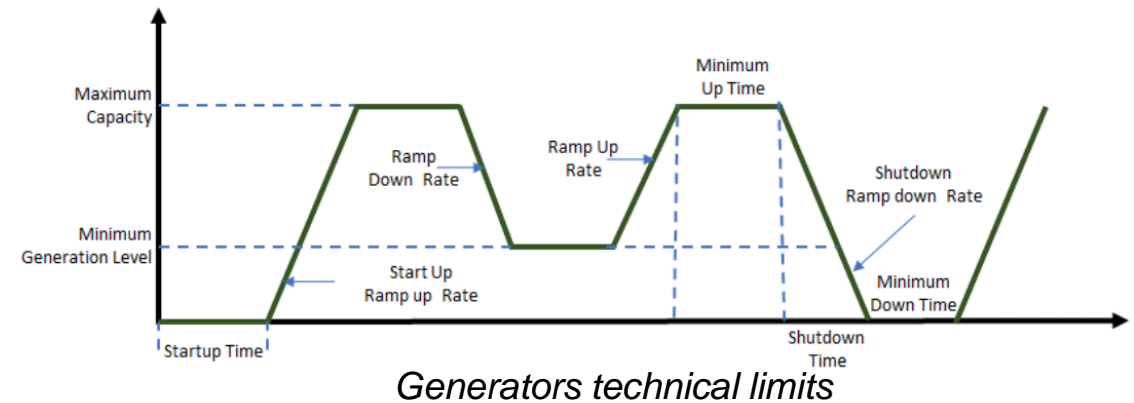 Maximum
Capacity
Minimum
Generation Level
Startup Time
Start Up
Ramp up Rate
Ramp
Down Rate
Ramp Up
Rate
Minimum
Up Time
Shutdown
Ramp down Rate
Minimum
Down Time
Shutdown
Time
Generators technical limits